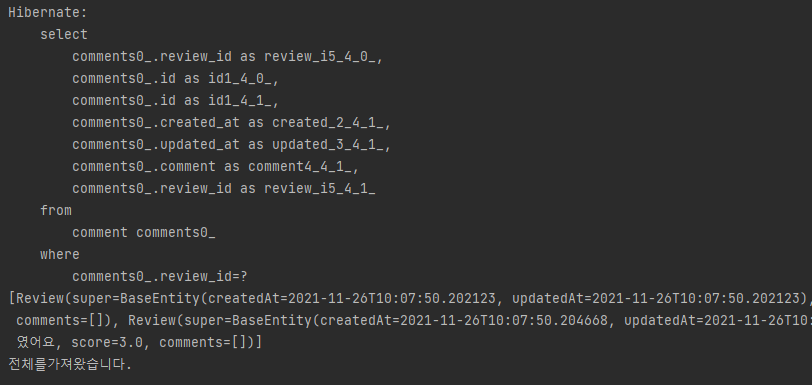 Hibernate:
    select
        comments0_.review_id as review_i5_4_0_,
        comments0_.id as id1_4_0_,
        comments0_.id as id1_4_1_,
        comments0_.created_at as created_2_4_1_,
        comments0_.updated_at as updated_3_4_1_,
        comments0_.comment as comment4_4_1_,
        comments0_.review_id as review_i5_4_1_
    from
        comment comments0_
    where
        comments0_.review_id=?
[Review(super=BaseEntity(createdAt=2021-11-26T10:07:50.202123, updatedAt=2021-11-26T10:07:50.202123),
 comments=[]), Review(super=BaseEntity(createdAt=2021-11-26T10:07:50.204668, updatedAt=2021-11-26T10:
 였어요, score=3.0, comments=[])]
전체를가져왔습니다.